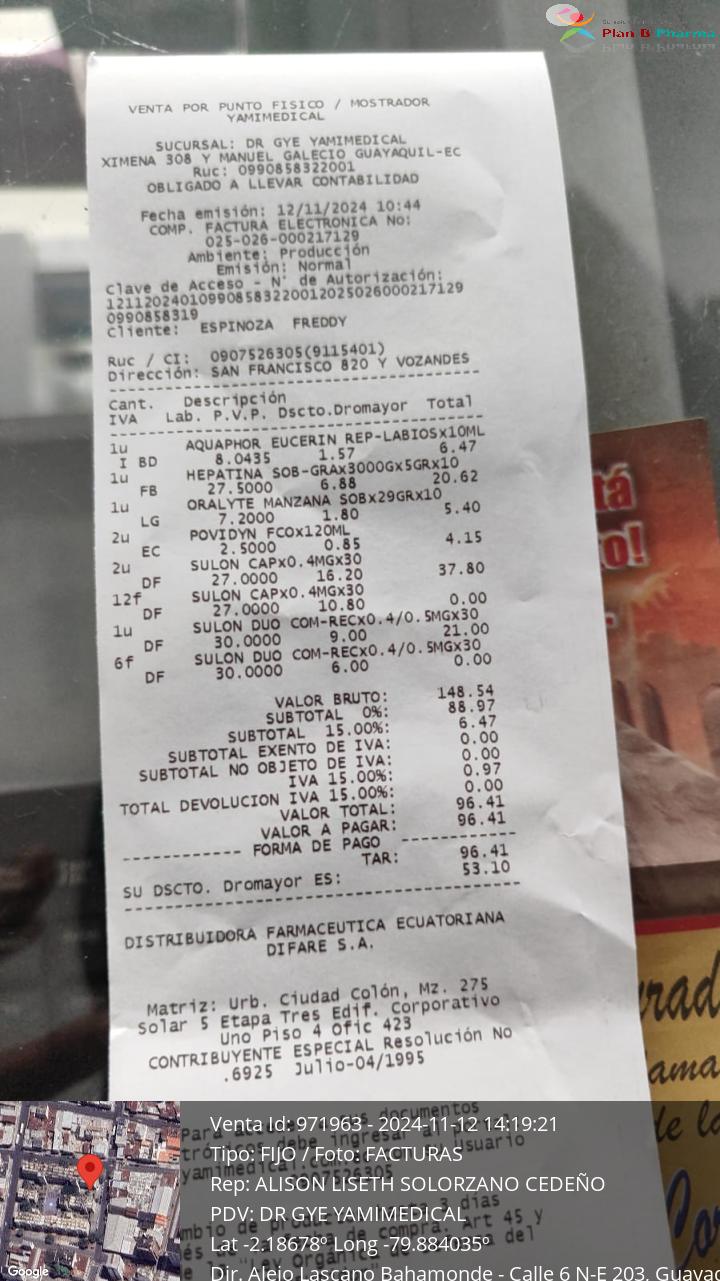 Plan B Pharma
VENTA POR PUNTO FISICO / MOSTRADOR
YAMIMEDICAL
SUCURSAL: DR GYE YAMIMEDICAL
XIMENA 308 Y MANUEL GALECIO GUAYAQUIL-EC
Ruc: 0990858322001
OBLIGADO A LLEVAR CONTABILIDAD
Fecha emisión: 12/11/2024 10:44
COMP. FACTURA ELECTRONICA No:
025-026-000217129
Ambiente: Producción
Emisión: Normal
Clave de Acceso - N° de Autorización:
121120240109908583220012025026000217129
0990858319
Cliente: ESPINOZA FREDDY
Ruc / CI: 0907526305(9115401)
Dirección: SAN FRANCISCO 820 Y VOZANDES
Cant. Descripción
IVA Lab. P.V.P. Dscto.Dromayor Total
1u AQUAPHOR EUCERIN REP-LABIOSx10ML
I BD 8.0435 1.57 6.47
1u HEPATINA SOB-GRAx3000Gx5GRx10
FB 27.5000 6.88 20.62
1u ORALYTE MANZANA SOBx29GRx10
LG 7.2000 1.80 5.40
2u POVIDYN FCOx120ML
EC 2.5000 0.85 4.15
2u SULON CAPx0.4MGx30
DF 27.0000 16.20 37.80
12f SULON CAPx0.4MGx30
DF 27.0000 10.80 0.00
1u SULON DUO COM-RECx0.4/0.5MGx30
DF 30.0000 9.00 21.00
6f SULON DUO COM-RECx0.4/0.5MGx30
DF 30.0000 6.00 0.00
VALOR BRUTO: 148.54
SUBTOTAL 0%: 88.97
SUBTOTAL 15.00%: 6.47
SUBTOTAL EXENTO DE IVA: 0.00
SUBTOTAL NO OBJETO DE IVA: 0.00
IVA 15.00%: 0.97
TOTAL DEVOLUCION IVA 15.00%: 0.00
VALOR TOTAL: 96.41
VALOR A PAGAR: 96.41
----------- FORMA DE PAGO -----------
TAR: 96.41
SU DSCTO. Dromayor ES: 53.10
DISTRIBUIDORA FARMACEUTICA ECUATORIANA
DIFARE S.A.
Matriz: Urb. Ciudad Colón, Mz. 275
Solar 5 Etapa Tres Edif. Corporativo
Uno Piso 4 Ofic 423
CONTRIBUYENTE ESPECIAL Resolución No
.6925 Julio-04/1995
Venta Id: 971963 - 2024-11-12 14:19:21
Tipo: FIJO / Foto: FACTURAS
Rep: ALISON LISETH SOLORZANO CEDEÑO
PDV: DR GYE YAMIMEDICAL
Lat -2.18678° Long -79.884035º
Dir. Alejo Lascano Bahamonde - Calle 6 N-E 203, Guayaq
Google